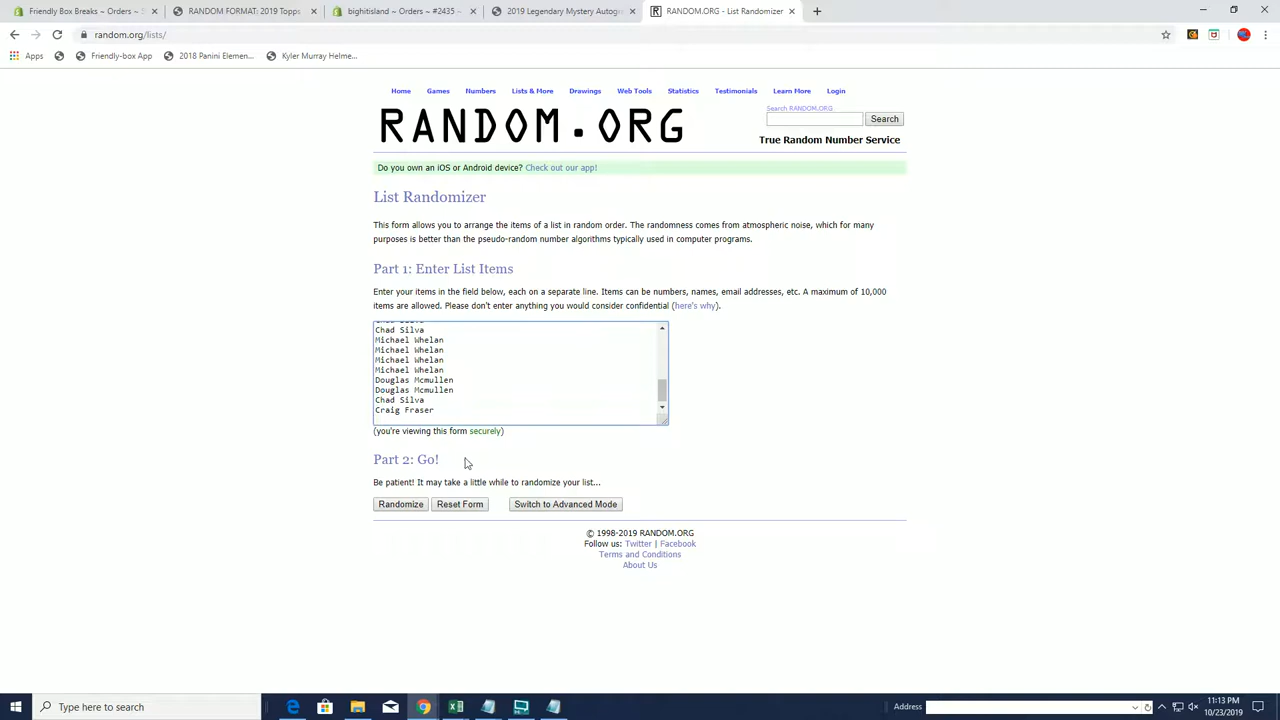 Friendly Box Breaks ~ Orders ~ S
RANDOM FORMAT: 2019 Topps
bightisland ~ Orders ~ #2435 ~
2019 Legendary Mystery Autogr
RANDOM.ORG - List Randomizer
random.org/lists/
Apps
Friendly-box App
2018 Panini Elemen...
Kyler Murray Helme...
Home
Games
Numbers
Lists & More
Drawings
Web Tools
Statistics
Testimonials
Learn More
Login
RANDOM.ORG
Search RANDOM.ORG
Search
True Random Number Service
Do you own an iOS or Android device? Check out our app!
List Randomizer
This form allows you to arrange the items of a list in random order. The randomness comes from atmospheric noise, which for many
purposes is better than the pseudo-random number algorithms typically used in computer programs.
Part 1: Enter List Items
Enter your items in the field below, each on a separate line. Items can be numbers, names, email addresses, etc. A maximum of 10,000
items are allowed. Please don't enter anything you would consider confidential (here's why).
Chad Silva
Michael Whelan
Michael Whelan
Michael Whelan
Michael Whelan
Douglas Mcmullen
Douglas Mcmullen
Chad Silva
Craig Fraser
(you're viewing this form securely)
Part 2: Go!
Be patient! It may take a little while to randomize your list...
Randomize
Reset Form
Switch to Advanced Mode
© 1998-2019 RANDOM.ORG
Follow us: Twitter | Facebook
Terms and Conditions
About Us
Type here to search
Address
11:13 PM
10/23/2019